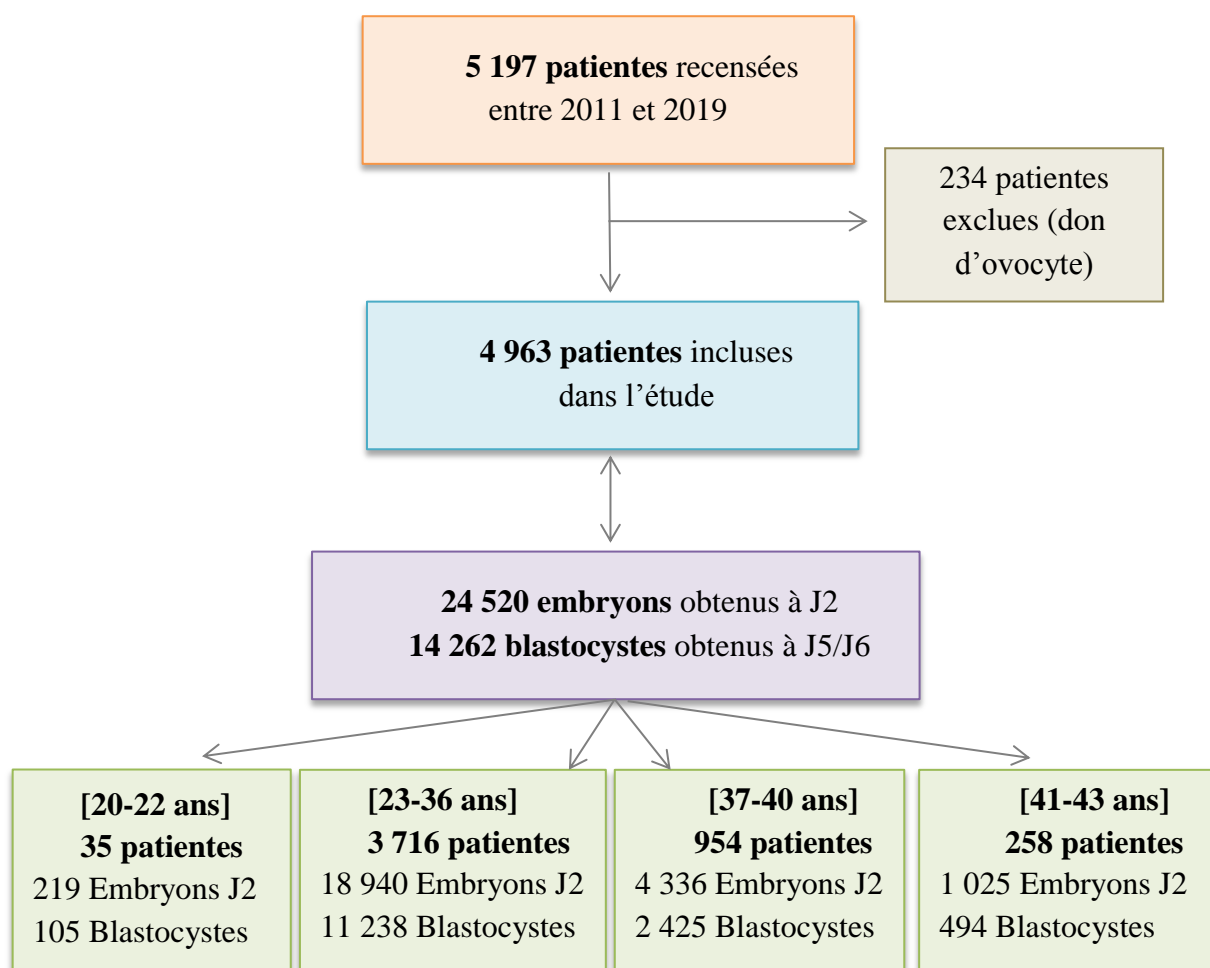 5 197 patientes recensées
entre 2011 et 2019
234 patientes
exclues (don
d’ovocyte)
4 963 patientes incluses
dans l’étude
24 520 embryons obtenus à J2
14 262 blastocystes obtenus à J5/J6
[20-22 ans]
35 patientes
219 Embryons J2
105 Blastocystes
[23-36 ans]
3 716 patientes
18 940 Embryons J2
11 238 Blastocystes
[37-40 ans]
954 patientes
4 336 Embryons J2
2 425 Blastocystes
[41-43 ans]
258 patientes
1 025 Embryons J2
494 Blastocystes